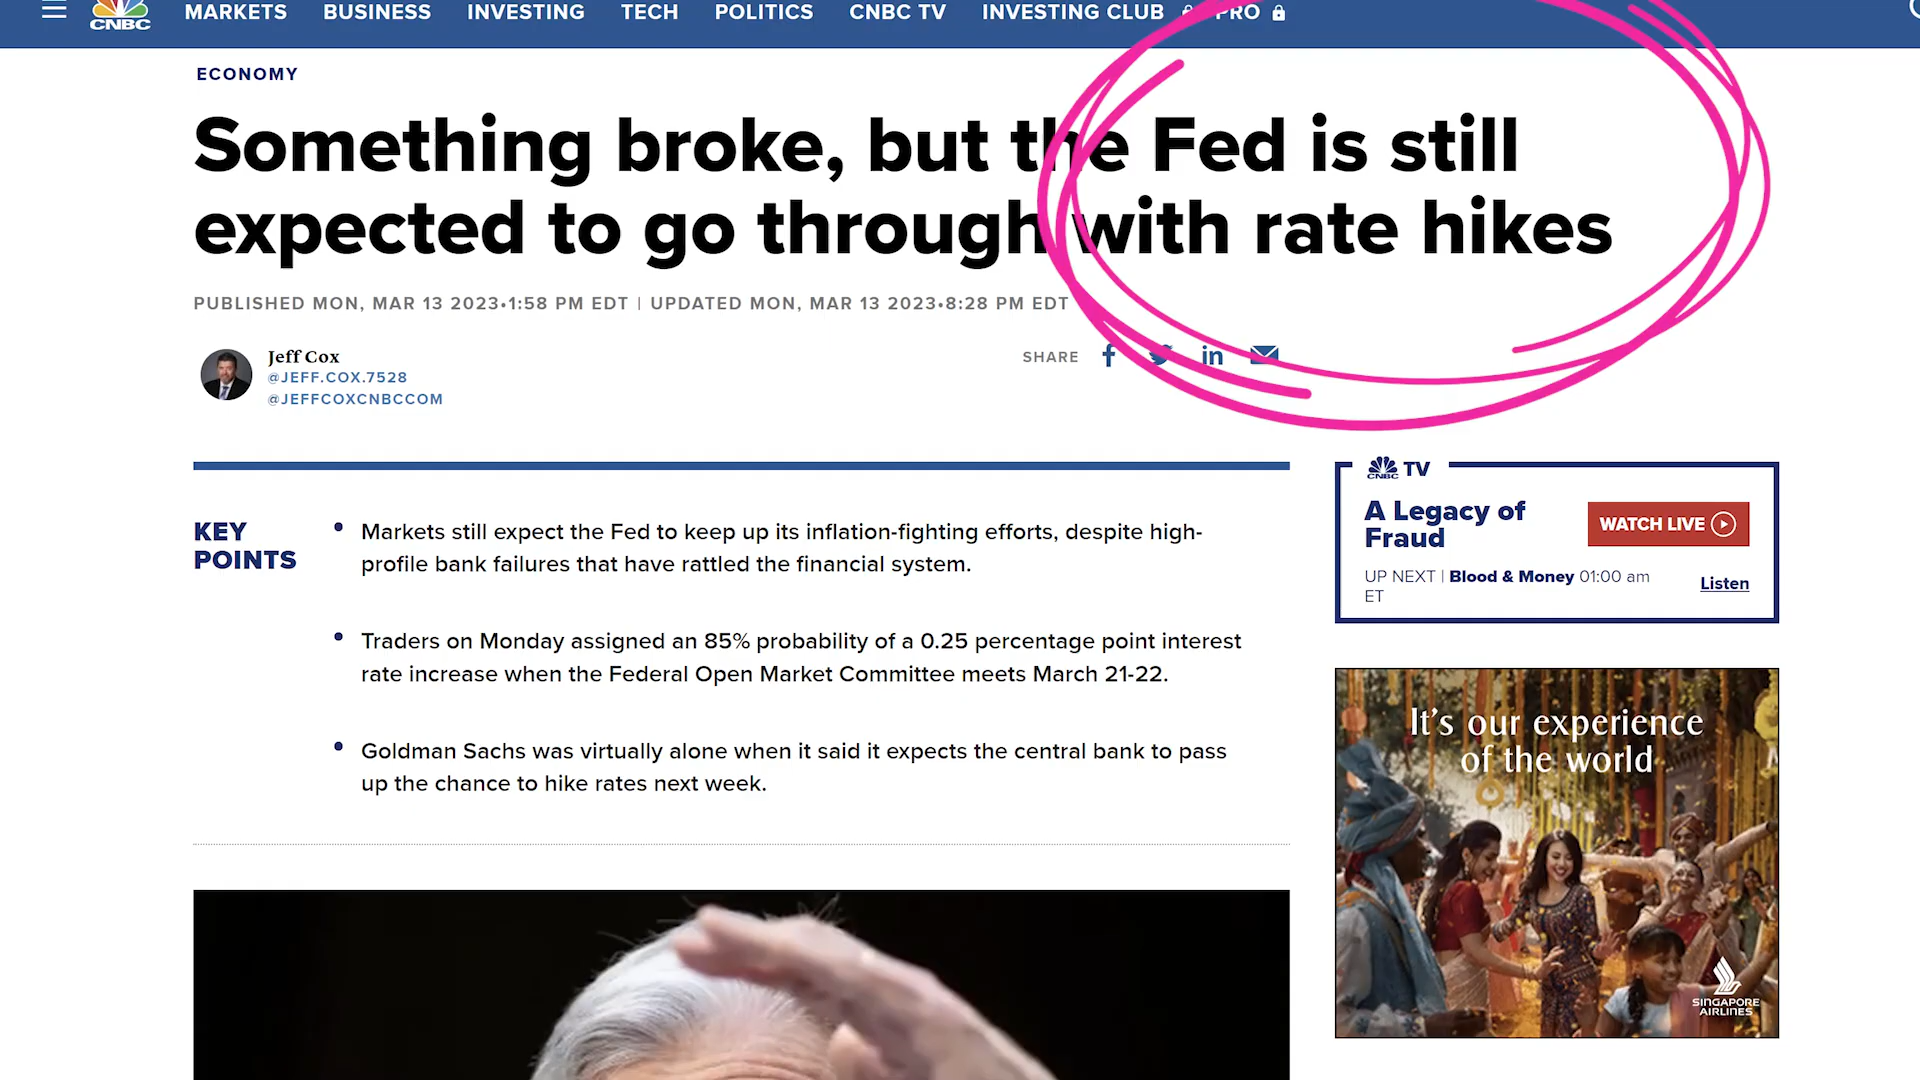 CNBC
MARKETS BUSINESS INVESTING TECH POLITICS CNBC TV INVESTING CLUB PRO
ECONOMY
Something broke, but the Fed is still
expected to go through with rate hikes
PUBLISHED MON, MAR 13 2023•1:58 PM EDT | UPDATED MON, MAR 13 2023•8:28 PM EDT
Jeff Cox
@JEFF.COX.7528
@JEFFCOXCNBCCOM
SHARE
KEY
POINTS
Markets still expect the Fed to keep up its inflation-fighting efforts, despite high-
profile bank failures that have rattled the financial system.
Traders on Monday assigned an 85% probability of a 0.25 percentage point interest
rate increase when the Federal Open Market Committee meets March 21-22.
Goldman Sachs was virtually alone when it said it expects the central bank to pass
up the chance to hike rates next week.
CNBC TV
A Legacy of
Fraud
WATCH LIVE
UP NEXT | Blood & Money 01:00 am
ET
Listen
It's our experience
of the world
SINGAPORE
AIRLINES